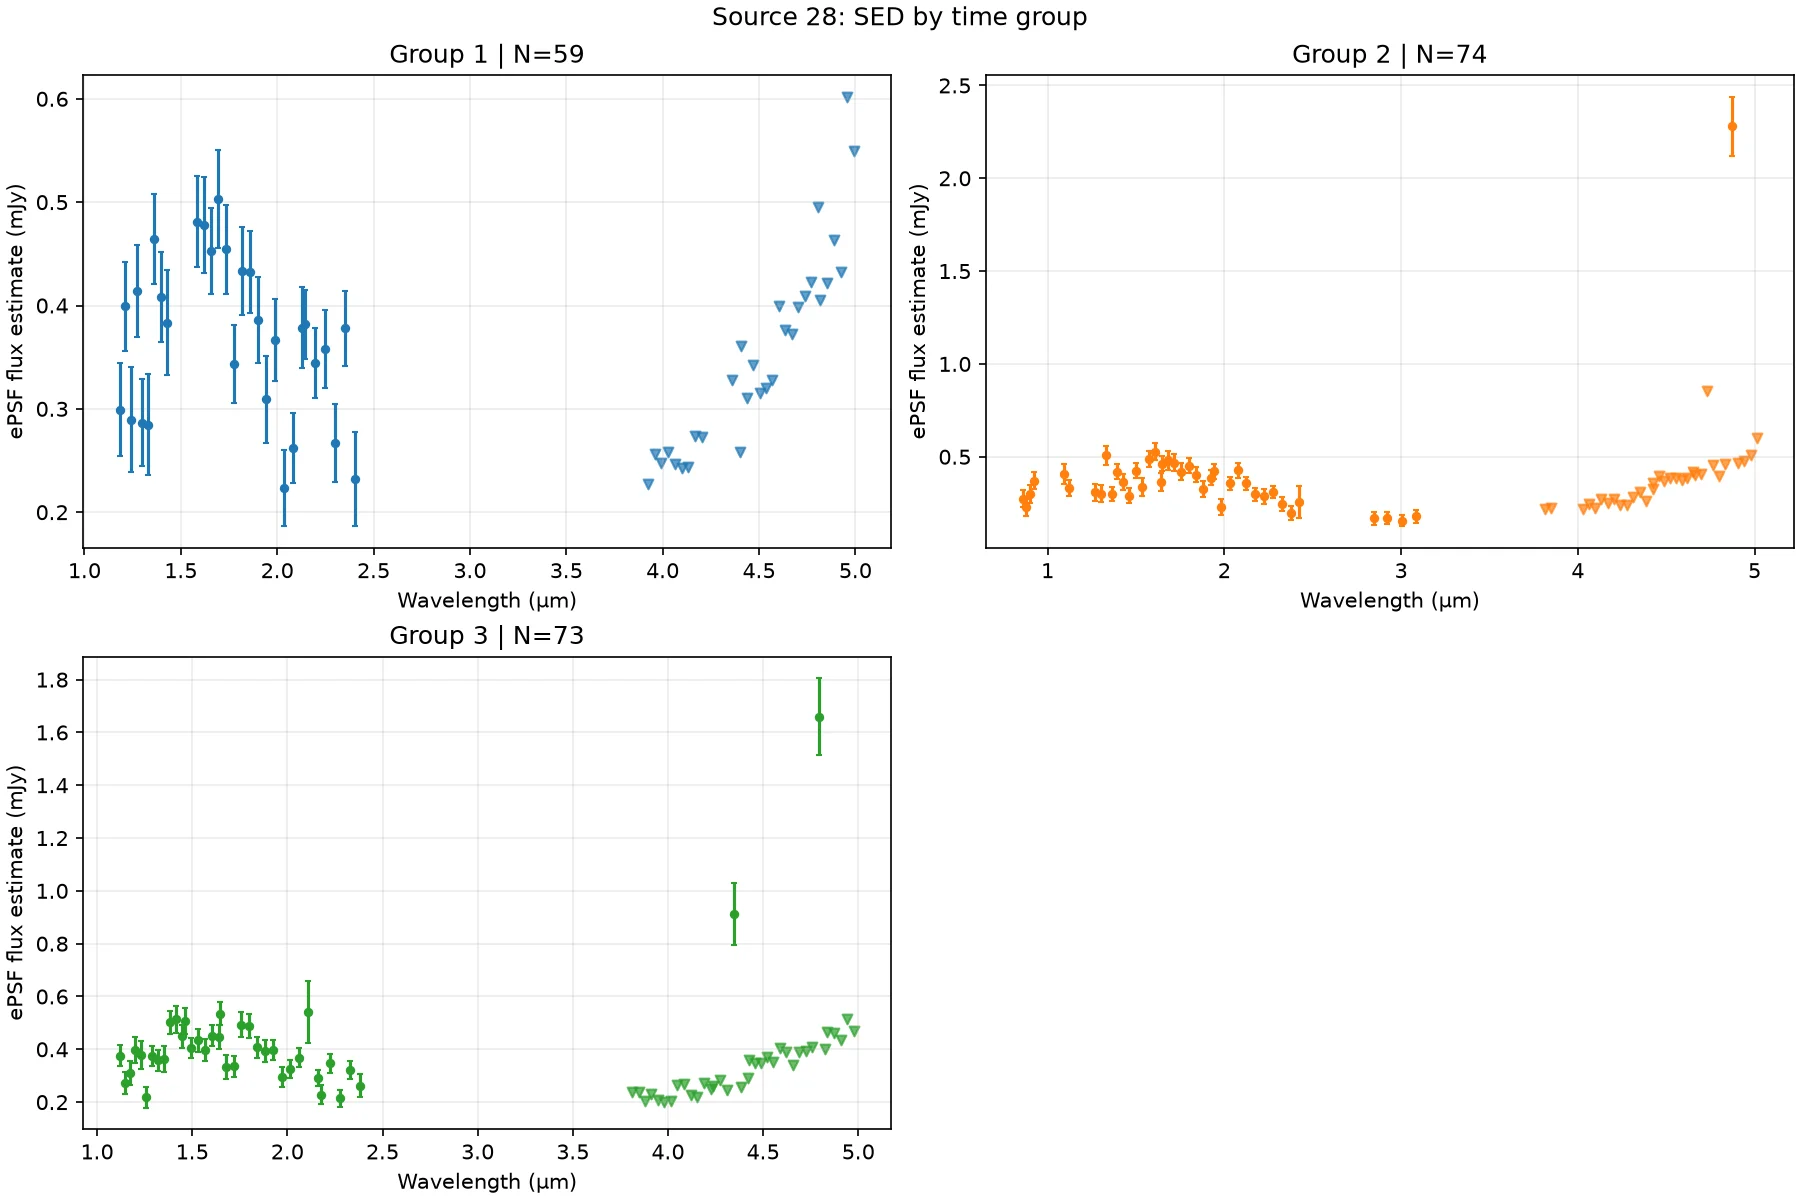 Source 28: SED by time group
Group 1 | N=59
ePSF flux estimate (mJy)
0.6
0.5
0.4
0.3
0.2
1.0 1.5 2.0 2.5 3.0 3.5 4.0 4.5 5.0
Wavelength (μm)
Group 2 | N=74
ePSF flux estimate (mJy)
2.5
2.0
1.5
1.0
0.5
1 2 3 4 5
Wavelength (μm)
Group 3 | N=73
ePSF flux estimate (mJy)
1.8
1.6
1.4
1.2
1.0
0.8
0.6
0.4
0.2
1.0 1.5 2.0 2.5 3.0 3.5 4.0 4.5 5.0
Wavelength (μm)